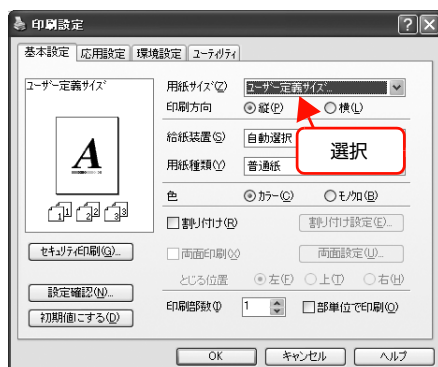 印刷設定
基本設定 応用設定 環境設定 ユーティリティ
ユーザー定義サイズ
用紙サイズ(Z) ユーザー定義サイズ...
印刷方向 縦(P) 横(L)
給紙装置(S) 自動選択
選択
用紙種類(Y) 普通紙
A
色 カラー(C) モノクロ(B)
1 1 2 2 3 3
割り付け(R) 割り付け設定(E)...
セキュリティ印刷(G)... 両面印刷(X) 両面設定(U)...
とじる位置 左(F) 上(T) 右(H)
設定確認(N)...
印刷部数(I) 1 部単位で印刷(O)
初期値にする(D)
OK キャンセル ヘルプ